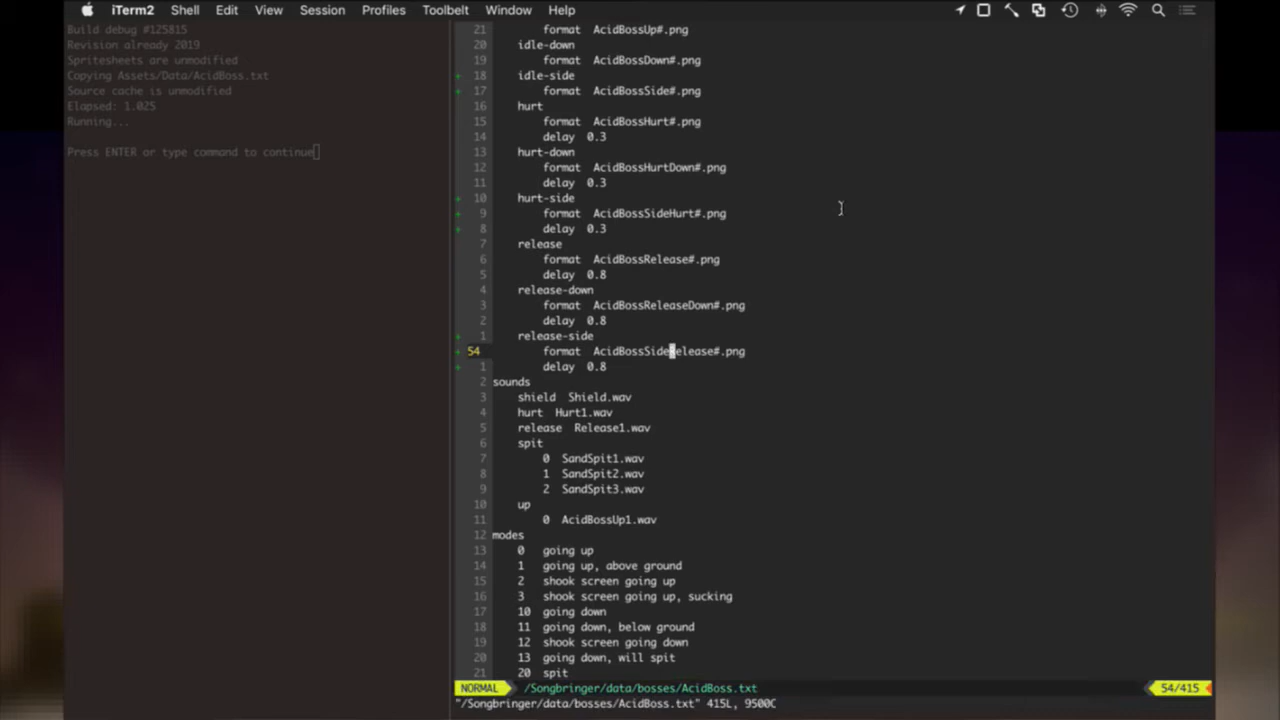 iTerm2 Shell Edit View Session Profiles Toolbelt Window Help
Build debug #125815
Revision already 2019
Spritesheets are unmodified
Copying Assets/Data/AcidBoss.txt
Source cache is unmodified
Elapsed: 1.025
Running...
Press ENTER or type command to continue
21 format AcidBossUp#.png
20 idle-down
19 format AcidBossDown#.png
+ 18 idle-side
+ 17 format AcidBossSide#.png
16 hurt
15 format AcidBossHurt#.png
14 delay 0.3
13 hurt-down
12 format AcidBossHurtDown#.png
11 delay 0.3
+ 10 hurt-side
+ 9 format AcidBossSideHurt#.png
+ 8 delay 0.3
7 release
6 format AcidBossRelease#.png
5 delay 0.8
4 release-down
3 format AcidBossReleaseDown#.png
2 delay 0.8
+ 1 release-side
+ 54 format AcidBossSideRelease#.png
+ 1 delay 0.8
2 sounds
3 shield Shield.wav
4 hurt Hurt1.wav
5 release Release1.wav
6 spit
7 0 SandSpit1.wav
8 1 SandSpit2.wav
9 2 SandSpit3.wav
10 up
11 0 AcidBossUp1.wav
12 modes
13 0 going up
14 1 going up, above ground
15 2 shook screen going up
16 3 shook screen going up, sucking
17 10 going down
18 11 going down, below ground
19 12 shook screen going down
20 13 going down, will spit
21 20 spit
NORMAL /Songbringer/data/bosses/AcidBoss.txt 54/415
"/Songbringer/data/bosses/AcidBoss.txt" 415L, 9500C